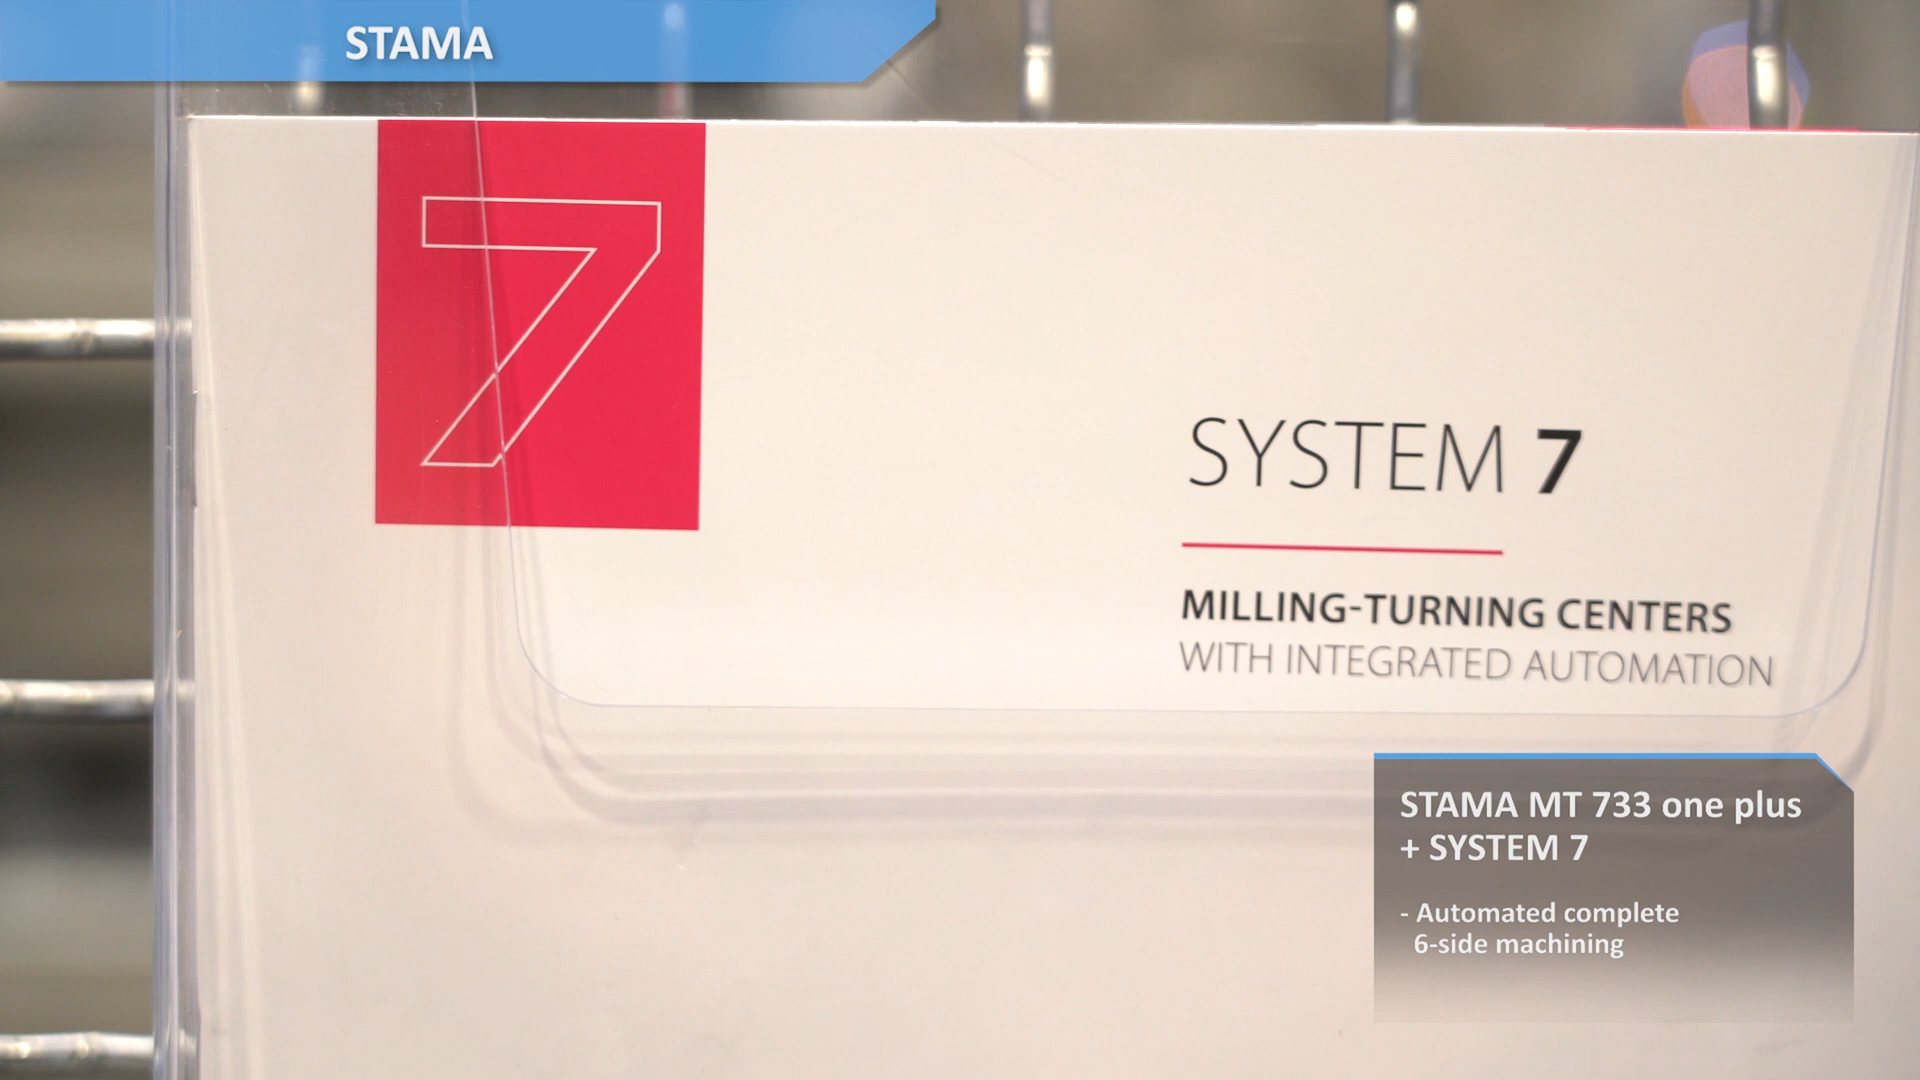 STAMA
7
SYSTEM 7
MILLING-TURNING CENTERS
WITH INTEGRATED AUTOMATION
STAMA MT 733 one plus
+ SYSTEM 7
- Automated complete
6-side machining